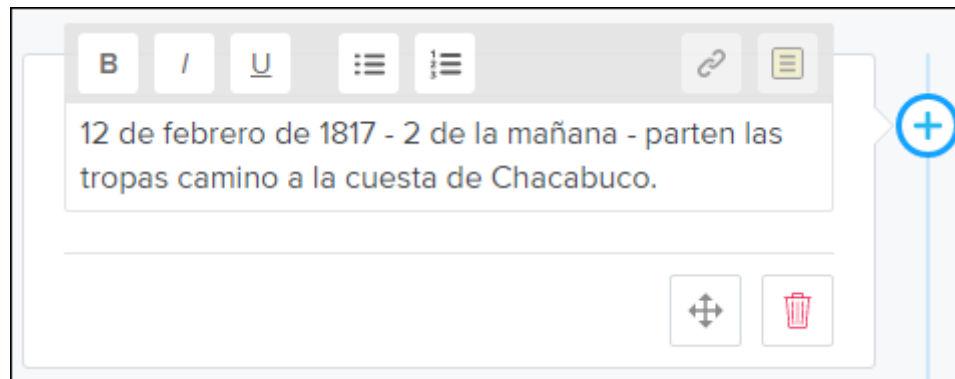 B I U
12 de febrero de 1817 - 2 de la mañana - parten las
tropas camino a la cuesta de Chacabuco.